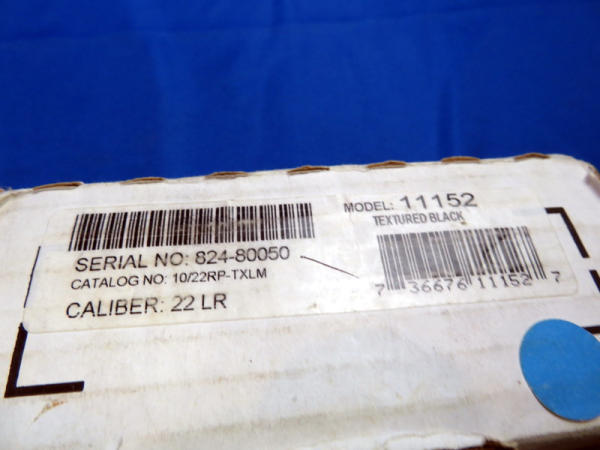 SERIAL NO: 824-80050
CATALOG NO: 10/22RP-TXLM
CALIBER: 22 LR
MODEL: 11152
TEXTURED BLACK
7 36676 11152 7